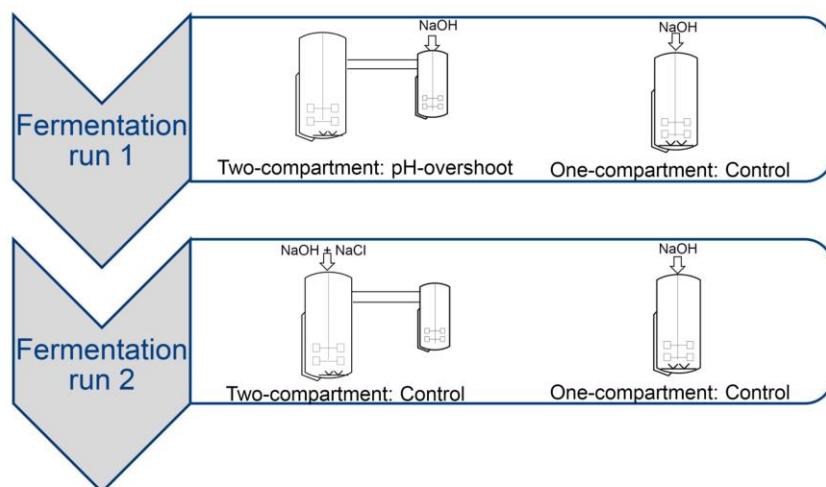 Fermentation
run 1
NaOH
NaOH
Two-compartment: pH-overshoot
One-compartment: Control
Fermentation
run 2
NaOH + NaCl
NaOH
Two-compartment: Control
One-compartment: Control